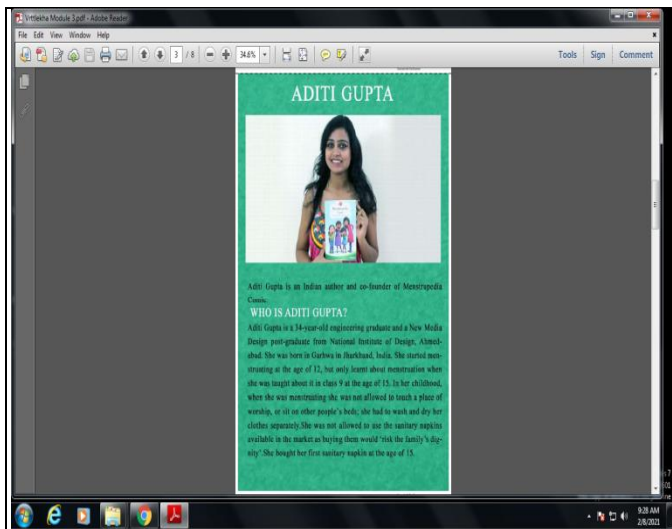 Vrttlekha Module 3.pdf - Adobe Reader
File Edit View Window Help
3 / 8 34.6% Tools Sign Comment
ADITI GUPTA
Aditi Gupta is an Indian author and co-founder of Menstrupedia
Comic.
WHO IS ADITI GUPTA?
Aditi Gupta is a 34-year-old engineering graduate and a New Media
Design post-graduate from National Institute of Design, Ahmed-
abad. She was born in Garhwa in Jharkhand, India. She started men-
struating at the age of 12, but only learnt about menstruation when
she was taught about it in class 9 at the age of 15. In her childhood,
when she was menstruating she was not allowed to touch a place of
worship, or sit on other people's beds; she had to wash and dry her
clothes separately.She was not allowed to use the sanitary napkins
available in the market as buying them would 'risk the family's dig-
nity' She bought her first sanitary napkin at the age of 15.
9:28 AM
2/8/2021